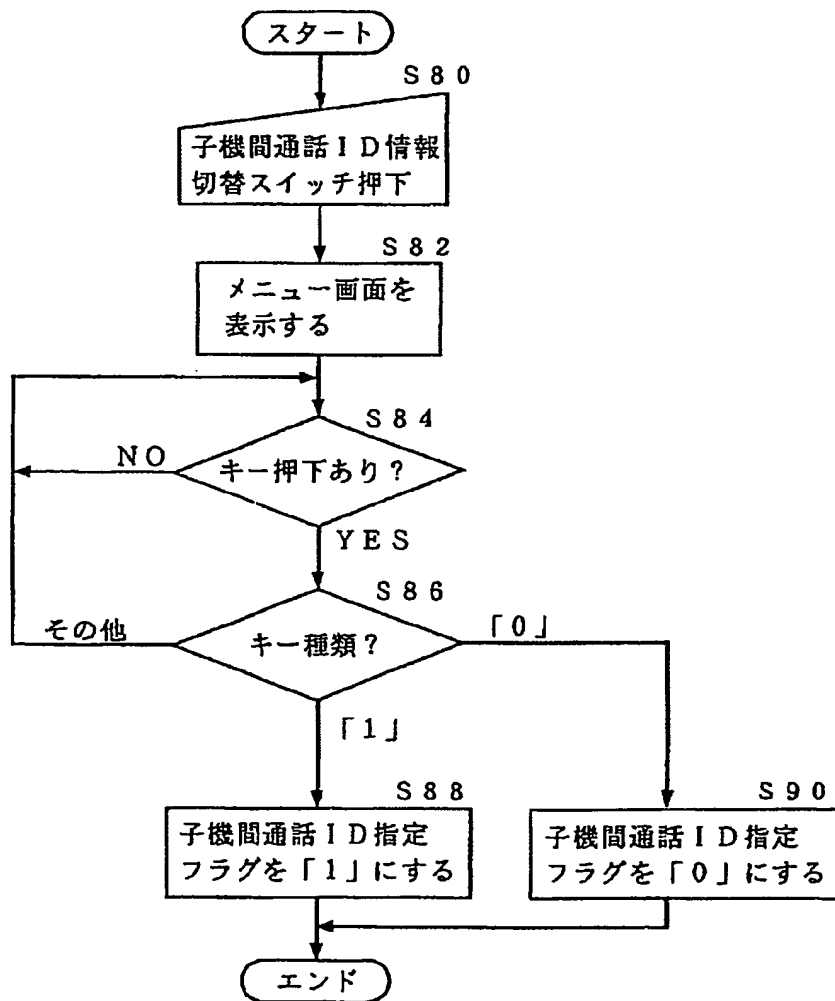 スタート
S80
子機間通話ID情報
切替スイッチ押下
S82
メニュー画面を
表示する
S84
キー押下あり?
NO
YES
S86
キー種類?
その他
「0」
「1」
S88
子機間通話ID指定
フラグを「1」にする
S90
子機間通話ID指定
フラグを「0」にする
エンド